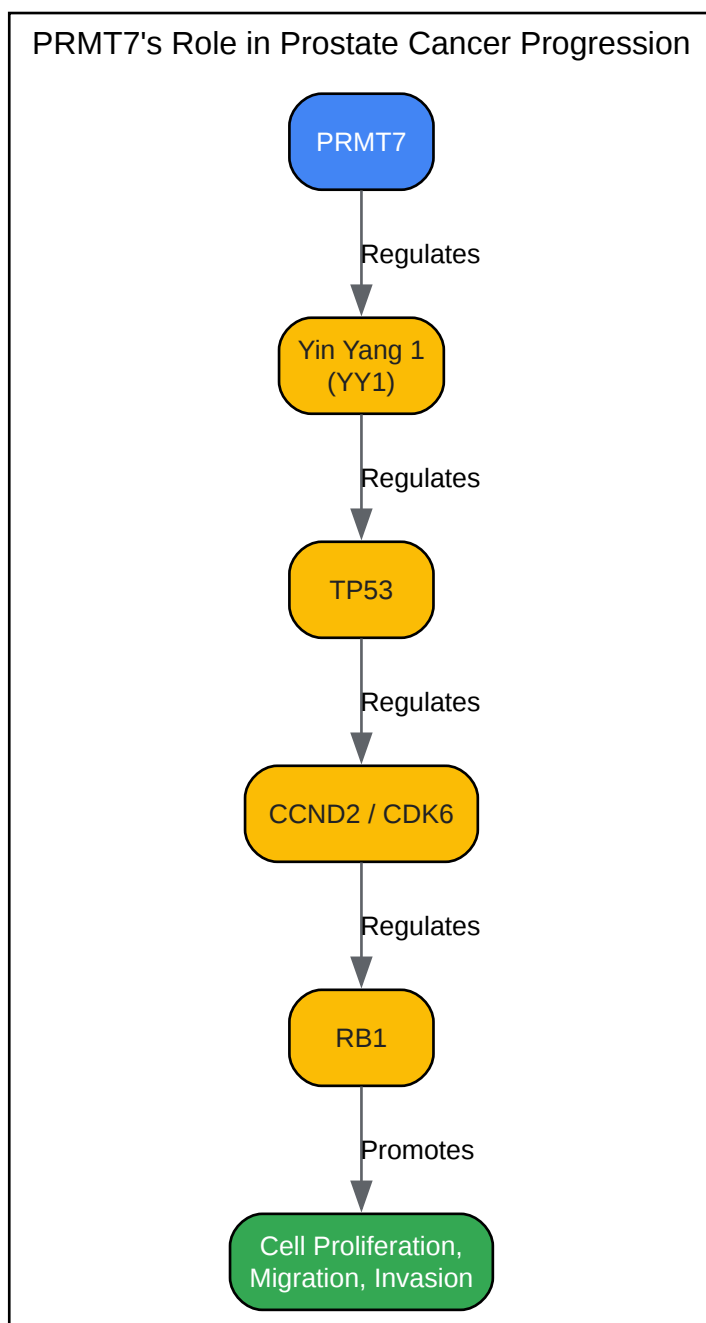 PRMT7's Role in Prostate Cancer Progression
PRMT7
Regulates
Yin Yang 1
(YY1)
Regulates
TP53
Regulates
CCND2 / CDK6
Regulates
RB1
Promotes
Cell Proliferation,
Migration, Invasion